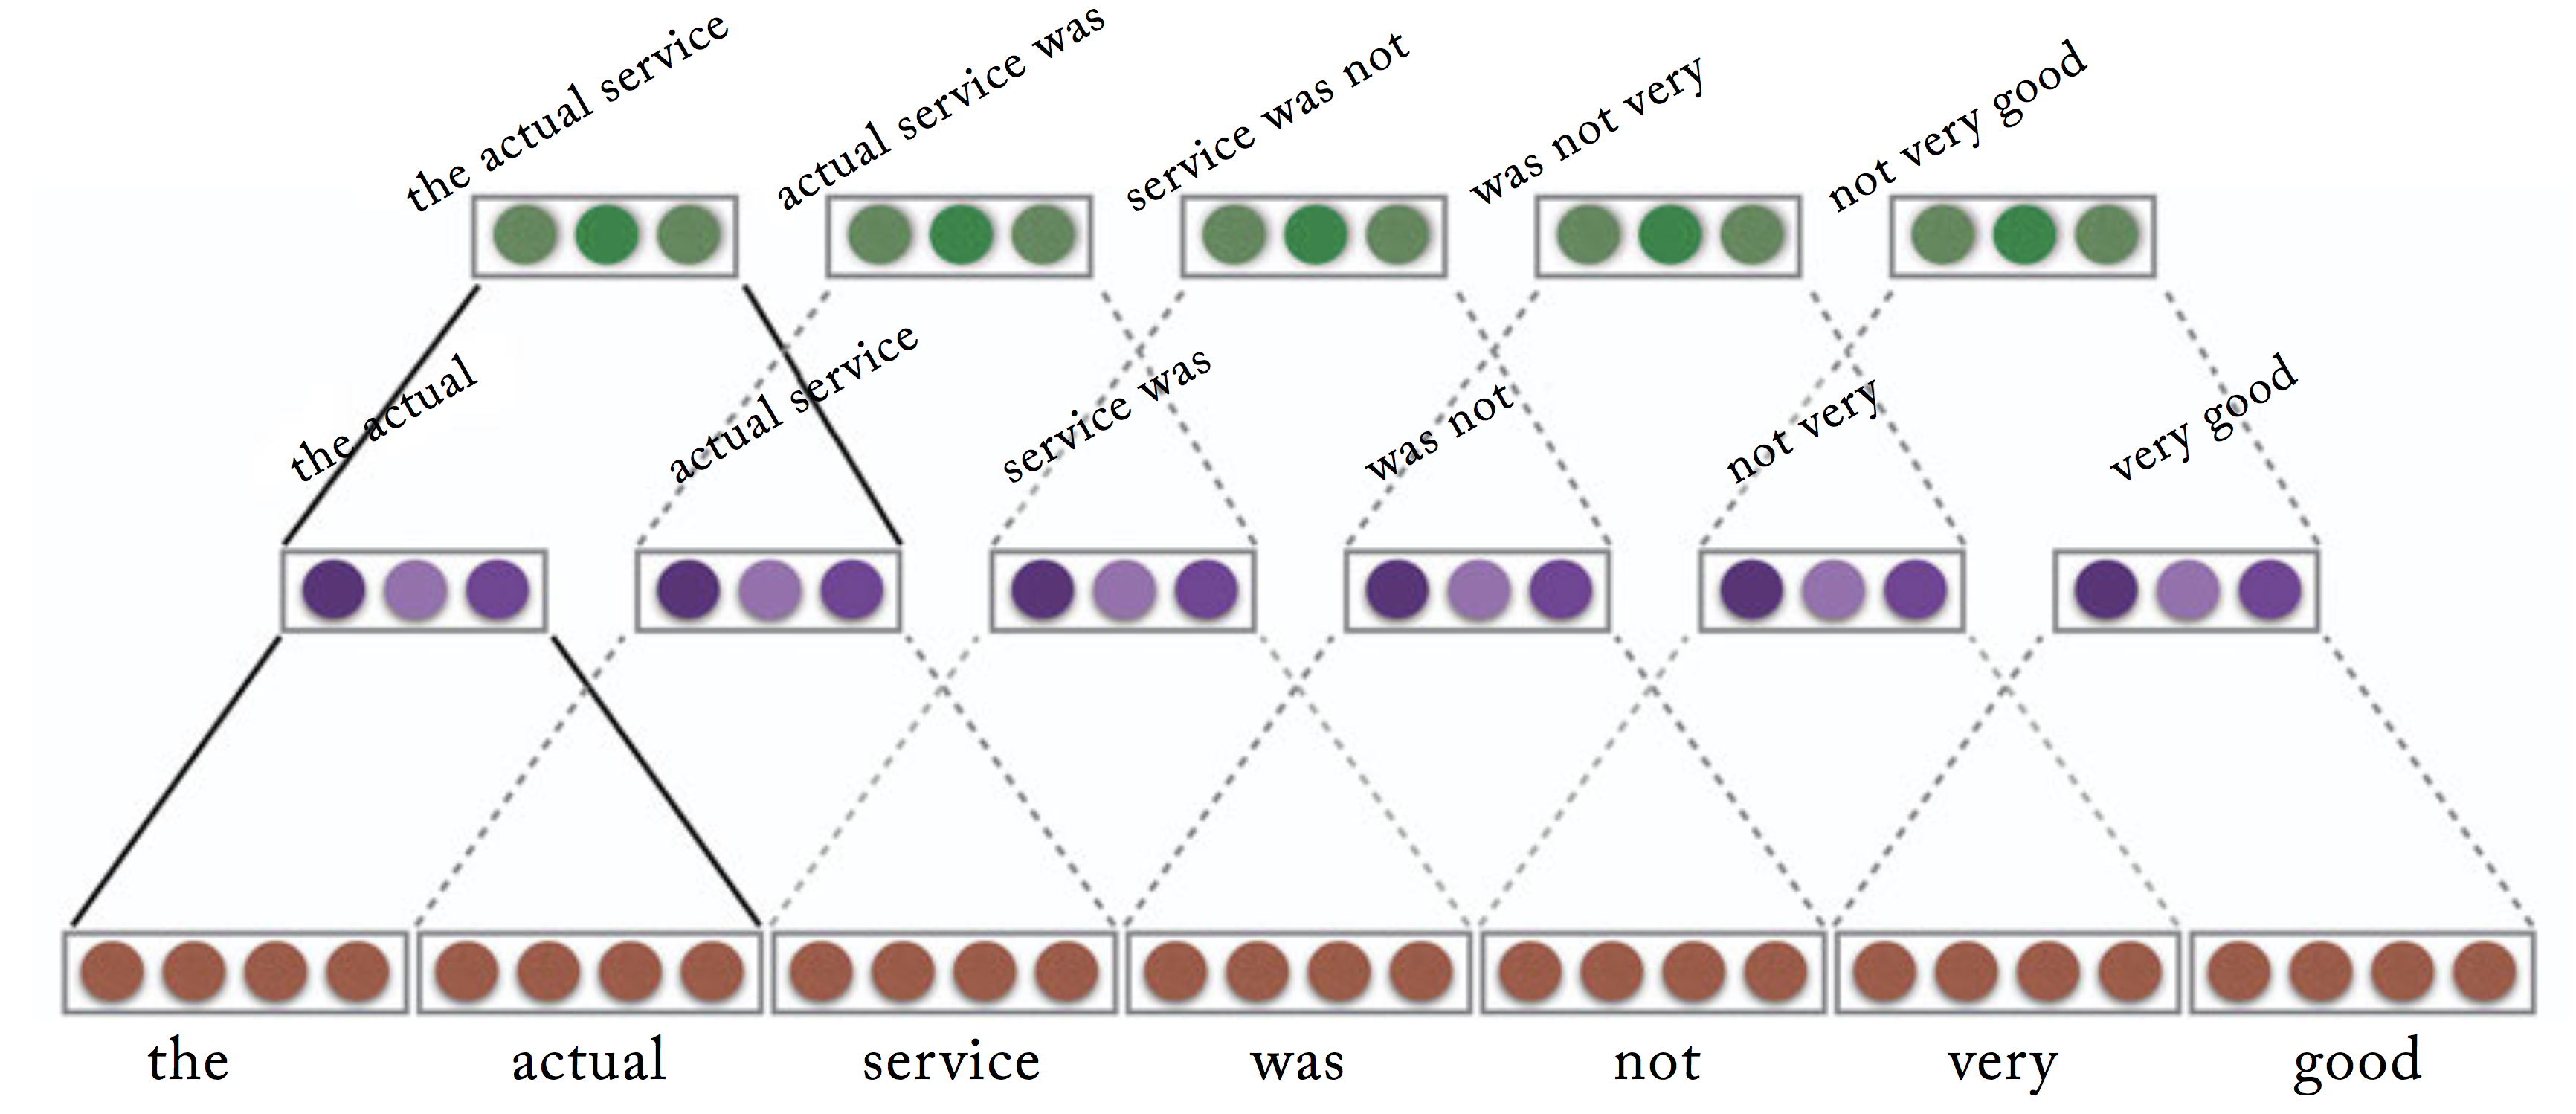 the actual service
actual service was
service was not
was not very
not very good
the actual
actual service
service was
was not
not very
very good
the
actual
service
was
not
very
good